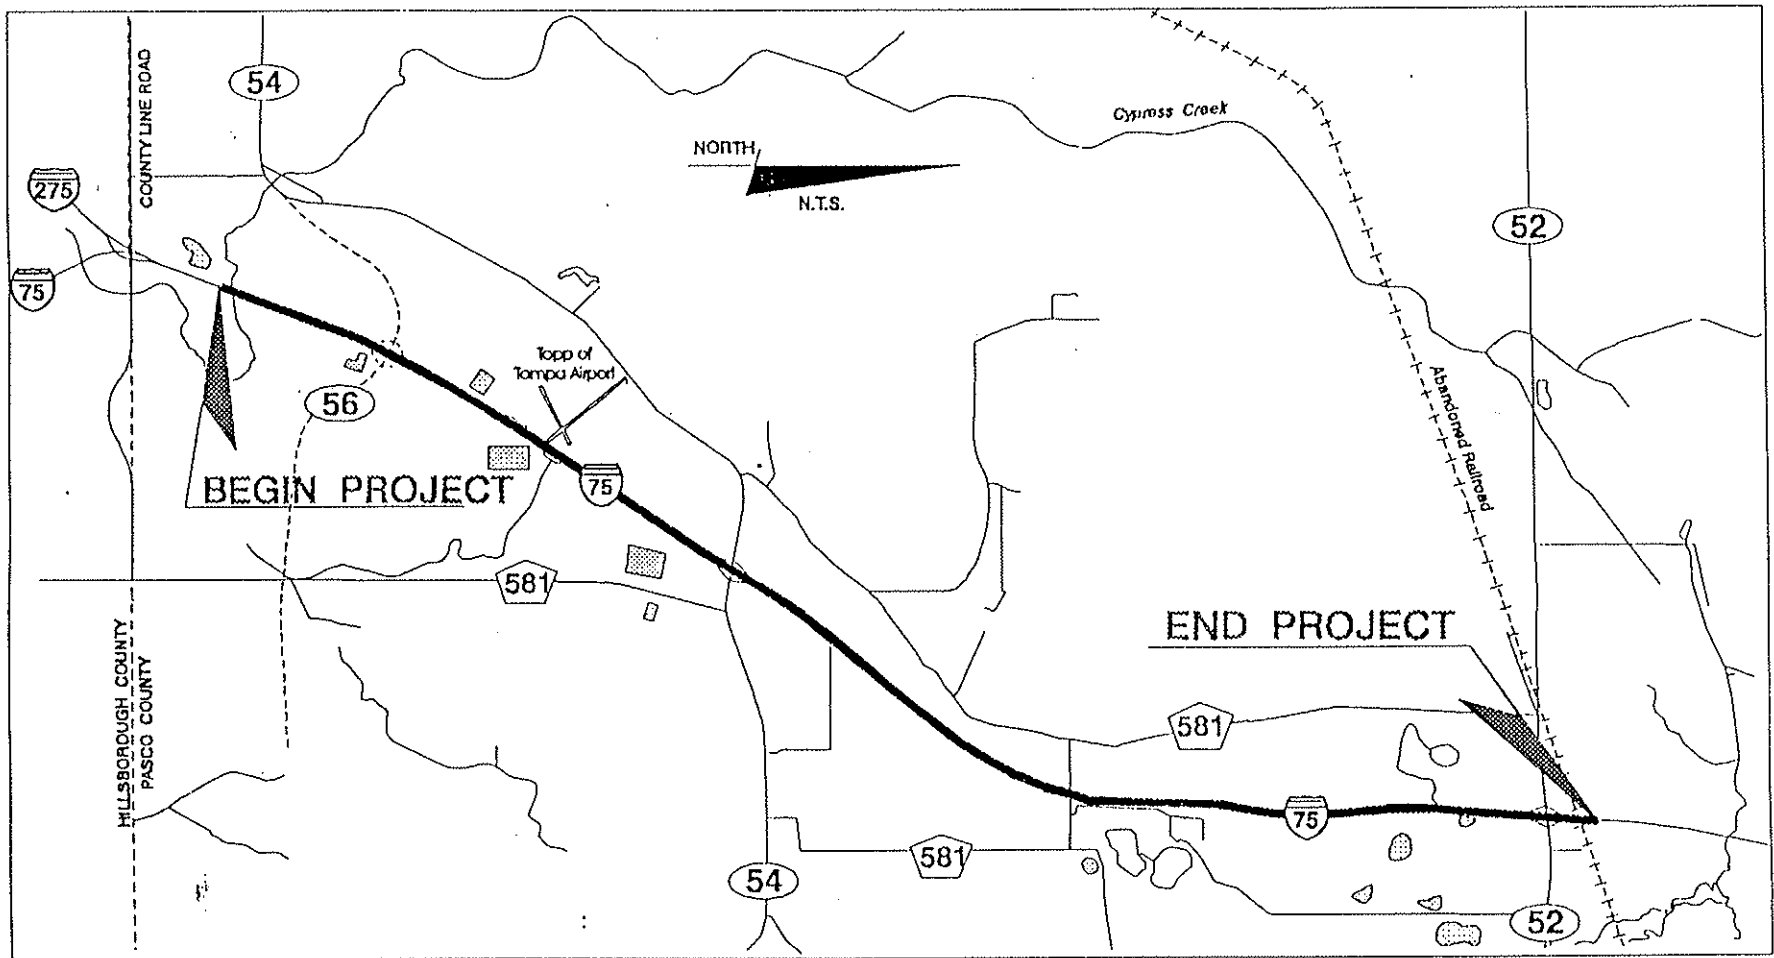 COUNTY LINE ROAD
54
Cypress Creek
NORTH
N.T.S.
275
52
75
Topp of
Tampa Airport
56
Abandoned Railroad
75
BEGIN PROJECT
581
END PROJECT
HILLSBOROUGH COUNTY
PASCO COUNTY
581
75
581
54
52